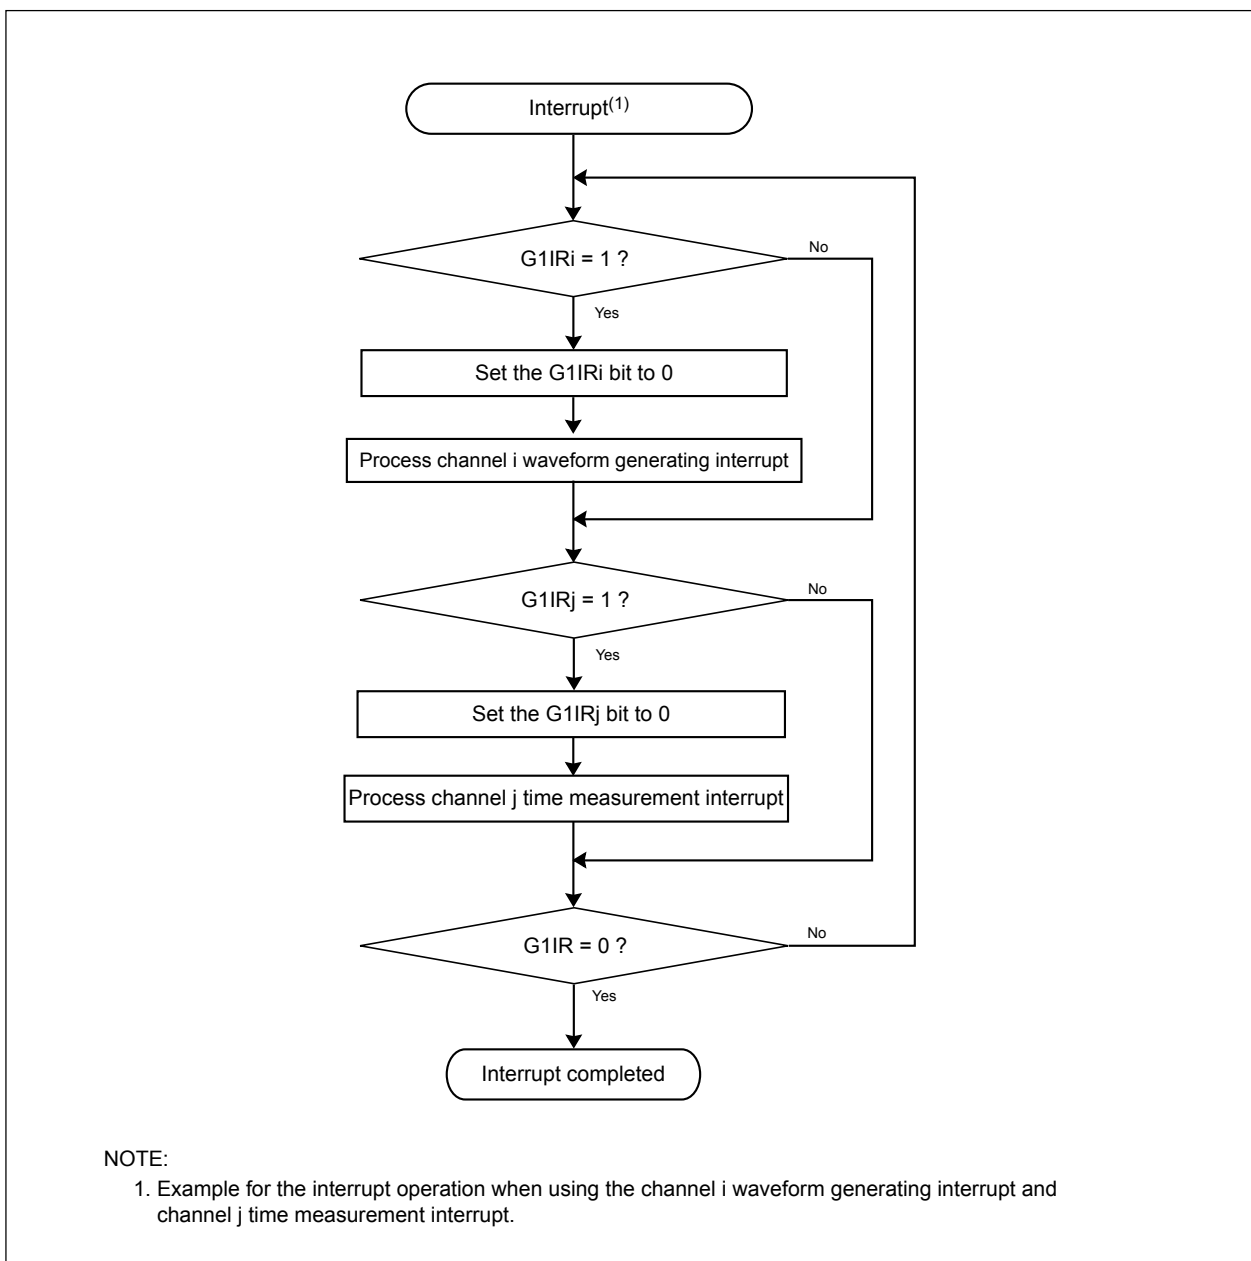 Interrupt(1)
G1IRi = 1 ?
No
Yes
Set the G1IRi bit to 0
Process channel i waveform generating interrupt
G1IRj = 1 ?
No
Yes
Set the G1IRj bit to 0
Process channel j time measurement interrupt
G1IR = 0 ?
No
Yes
Interrupt completed
NOTE:
1. Example for the interrupt operation when using the channel i waveform generating interrupt and
channel j time measurement interrupt.